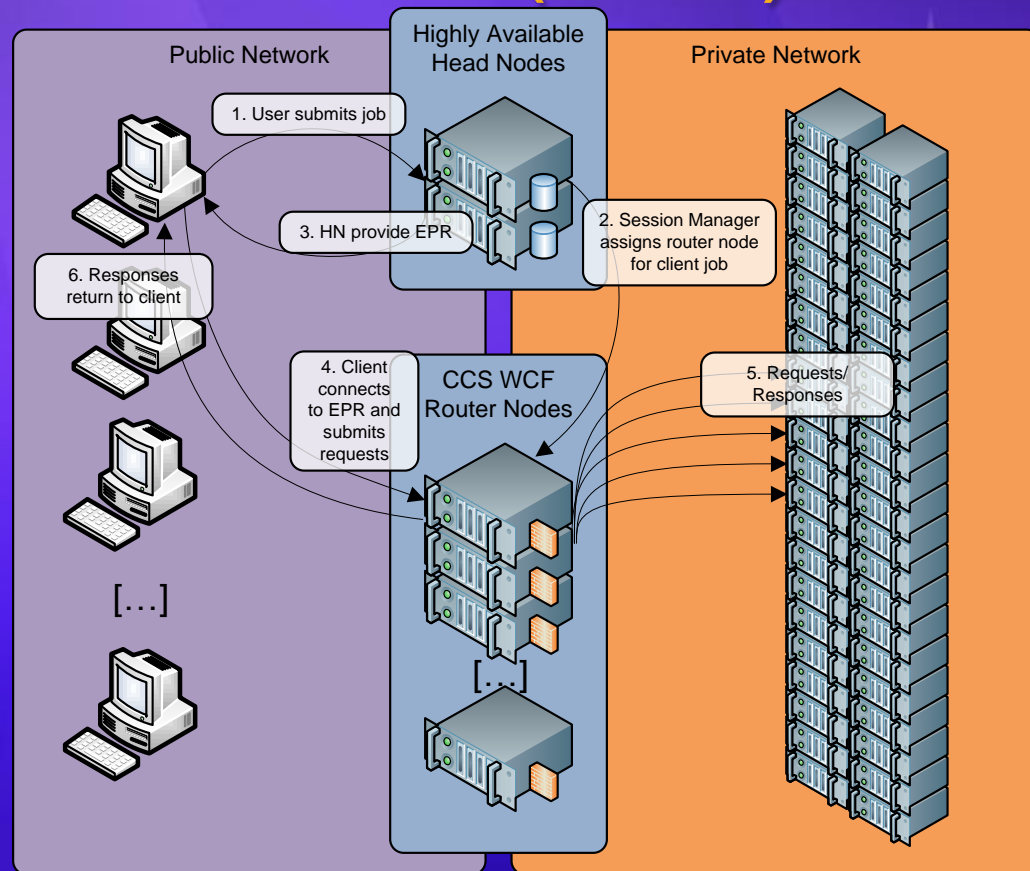 Public Network
Highly Available
Head Nodes
Private Network
1. User submits job
3. HN provide EPR
2. Session Manager
assigns router node
for client job
6. Responses
return to client
4. Client
connects
to EPR and
submits
requests
CCS WCF
Router Nodes
5. Requests/
Responses
[…]
[…]